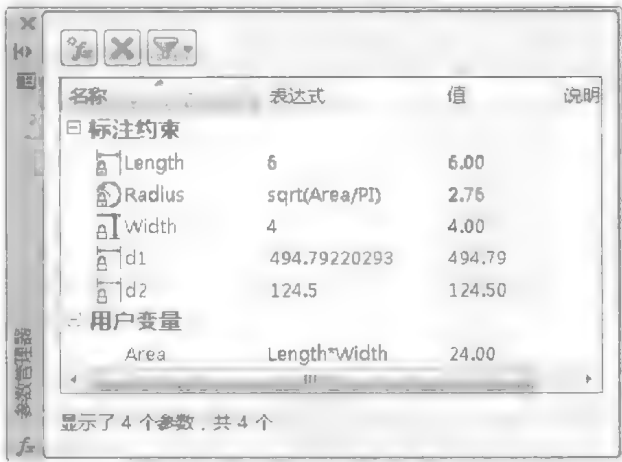 名称 表达式 值 说明
标注约束
Length 6 6.00
Radius sqrt(Area/PI) 2.76
Width 4 4.00
d1 494.79220293 494.79
d2 124.5 124.50
用户变量
Area Length*Width 24.00
显示了 4 个参数，共 4 个
参数管理器
fx